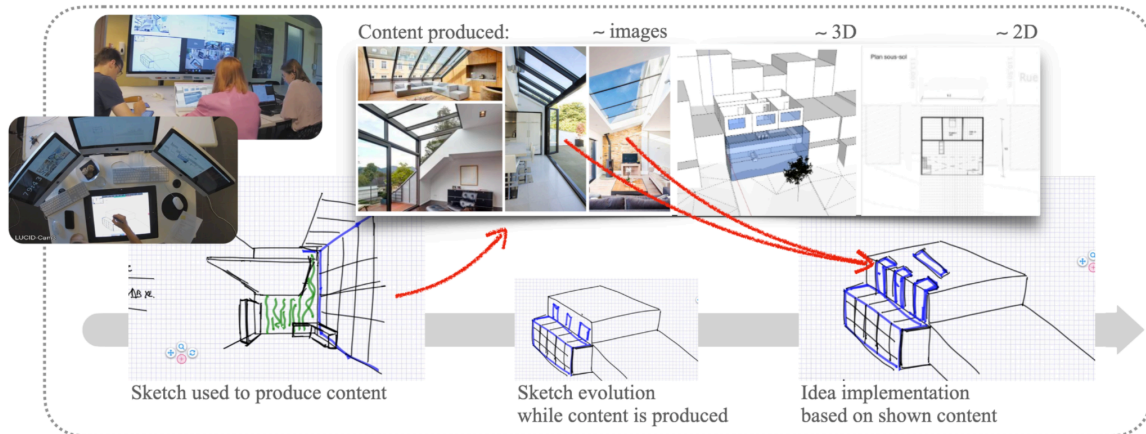 Content produced:
~ images
~ 3D
~ 2D
Plan sous sol
Rue
LUCID-Cam
Sketch used to produce content
Sketch evolution
while content is produced
Idea implementation
based on shown content